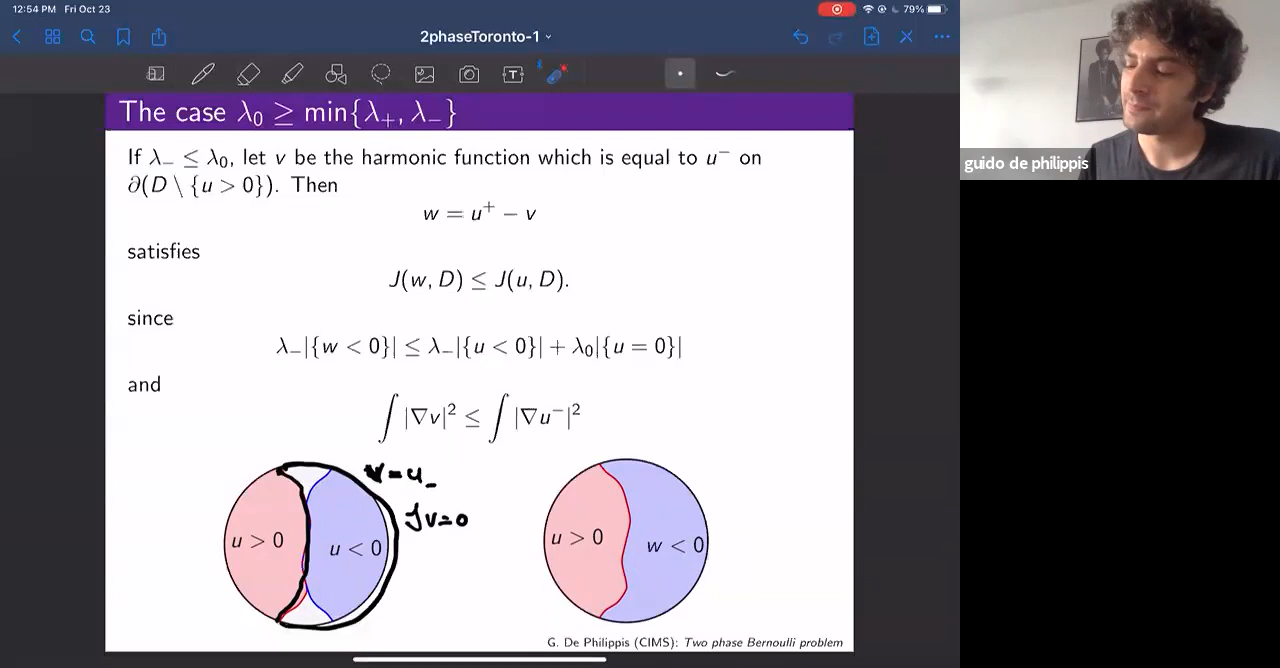 12:54 PM Fri Oct 23
79%
2phaseToronto-1
T
The case λ₀ ≥ min{λ₊, λ₋}
If λ₋ ≤ λ₀, let v be the harmonic function which is equal to u⁻ on
∂(D \ {u > 0}). Then
w = u⁺ − v
satisfies
J(w, D) ≤ J(u, D).
since
λ₋|{w < 0}| ≤ λ₋|{u < 0}| + λ₀|{u = 0}|
and
∫ |∇v|² ≤ ∫ |∇u⁻|²
v = u₋
u > 0
u < 0
u > 0
w < 0
G. De Philippis (CIMS): Two phase Bernoulli problem
guido de philippis